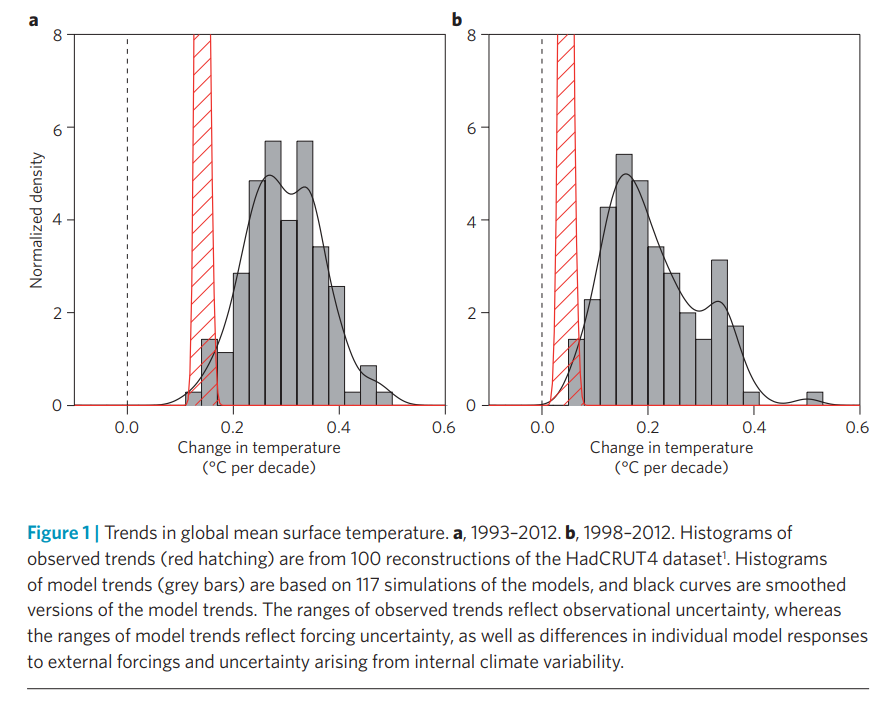 a
b
8
6
4
2
0
Normalized density
0.0
0.2
0.4
0.6
Change in temperature
(°C per decade)
8
6
4
2
0
0.0
0.2
0.4
0.6
Change in temperature
(°C per decade)
Figure 1 | Trends in global mean surface temperature. a, 1993–2012. b, 1998–2012. Histograms of
observed trends (red hatching) are from 100 reconstructions of the HadCRUT4 dataset¹. Histograms
of model trends (grey bars) are based on 117 simulations of the models, and black curves are smoothed
versions of the model trends. The ranges of observed trends reflect observational uncertainty, whereas
the ranges of model trends reflect forcing uncertainty, as well as differences in individual model responses
to external forcings and uncertainty arising from internal climate variability.